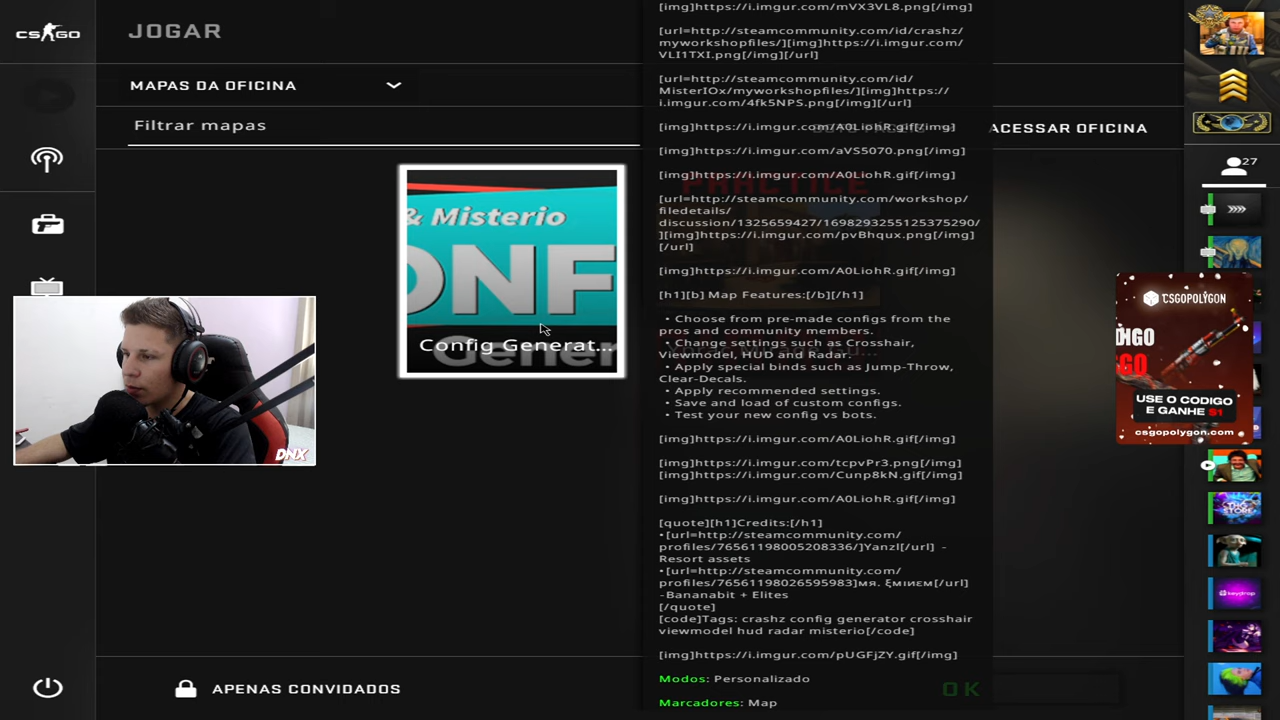 CS GO
JOGAR
MAPAS DA OFICINA
Filtrar mapas
ACESSAR OFICINA
27
& Misterio
ONF
Config Generat...
[img]https://i.imgur.com/mVX3VL8.png[/img]
[url=http://steamcommunity.com/id/crashz/
myworkshopfiles/][img]https://i.imgur.com/
VLI1TXI.png[/img][/url]
[url=http://steamcommunity.com/id/
MisterIOx/myworkshopfiles/][img]https://
i.imgur.com/4fk5NPS.png[/img][/url]
[img]https://i.imgur.com/A0LiohR.gif[/img]
[img]https://i.imgur.com/aVS5070.png[/img]
[img]https://i.imgur.com/A0LiohR.gif[/img]
PRACTICE
[url=http://steamcommunity.com/workshop/
filedetails/
discussion/1325659427/1698293255125375290/
][img]https://i.imgur.com/pvBhqux.png[/img]
[/url]
[img]https://i.imgur.com/A0LiohR.gif[/img]
[h1][b] Map Features:[/b][/h1]
• Choose from pre-made configs from the
pros and community members.
• Change settings such as Crosshair,
Viewmodel, HUD and Radar.
• Apply special binds such as Jump-Throw,
Clear-Decals.
• Apply recommended settings.
• Save and load of custom configs.
• Test your new config vs bots.
[img]https://i.imgur.com/A0LiohR.gif[/img]
[img]https://i.imgur.com/tcpvPr3.png[/img]
[img]https://i.imgur.com/Cunp8kN.gif[/img]
[img]https://i.imgur.com/A0LiohR.gif[/img]
[quote][h1]Credits:[/h1]
•[url=http://steamcommunity.com/
profiles/76561198005208336/]Yanzl[/url] -
Resort assets
•[url=http://steamcommunity.com/
profiles/76561198026595983]мя. ξмιиєм[/url]
-Bananabit + Elites
[/quote]
[code]Tags: crashz config generator crosshair
viewmodel hud radar misterio[/code]
[img]https://i.imgur.com/pUGFjZY.gif[/img]
Modos: Personalizado
Marcadores: Map
OK
APENAS CONVIDADOS
DNX
CSGOPOLYGON
DIGO
GO
USE O CODIGO
E GANHE $1
csgopolygon.com
keydrop